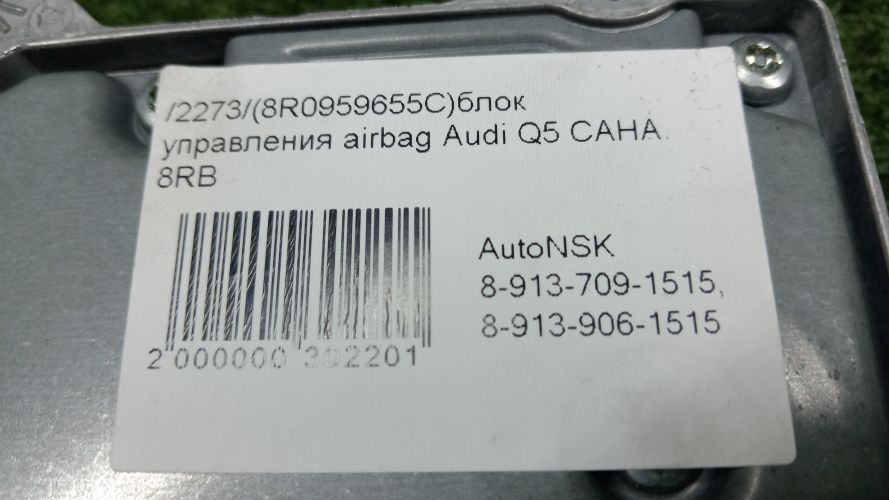 /2273/(8R0959655C)блок
управления airbag Audi Q5 CAHA
8RB
AutoNSK
8-913-709-1515,
8-913-906-1515
2 000000 302201